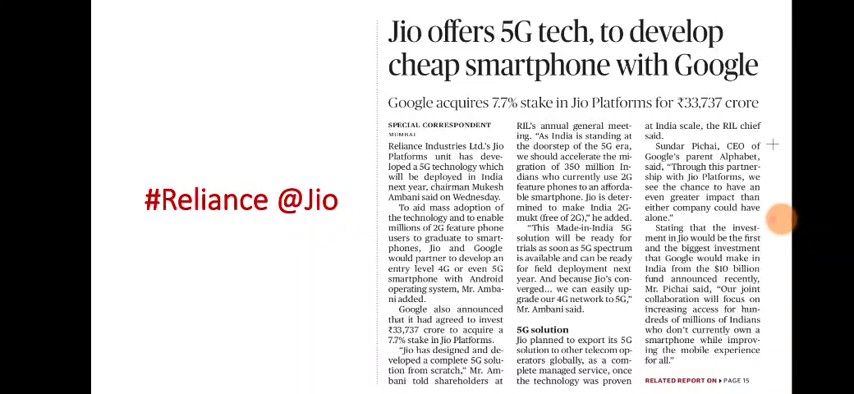 #Reliance @Jio
Jio offers 5G tech, to develop
cheap smartphone with Google
Google acquires 7.7% stake in Jio Platforms for ₹33,737 crore
SPECIAL CORRESPONDENT
MUMBAI
Reliance Industries Ltd.'s Jio
Platforms unit has deve-
loped a 5G technology which
will be deployed in India
next year, chairman Mukesh
Ambani said on Wednesday.
To aid mass adoption of
the technology and to enable
millions of 2G feature phone
users to graduate to smart-
phones, Jio and Google
would partner to develop an
entry level 4G or even 5G
smartphone with Android
operating system, Mr. Amba-
ni added.
Google also announced
that it had agreed to invest
₹33,737 crore to acquire a
7.7% stake in Jio Platforms.
"Jio has designed and de-
veloped a complete 5G solu-
tion from scratch," Mr. Am-
bani told shareholders at
RIL's annual general meet-
ing. "As India is standing at
the doorstep of the 5G era,
we should accelerate the mi-
gration of 350 million In-
dians who currently use 2G
feature phones to an afforda-
ble smartphone. Jio is deter-
mined to make India 2G-
mukt (free of 2G)," he added.
"This Made-in-India 5G
solution will be ready for
trials as soon as 5G spectrum
is available and can be ready
for field deployment next
year. And because Jio's con-
verged... we can easily up-
grade our 4G network to 5G,"
Mr. Ambani said.
5G solution
Jio planned to export its 5G
solution to other telecom op-
erators globally, as a com-
plete managed service, once
the technology was proven
at India scale, the RIL chief
said.
Sundar Pichai, CEO of
Google's parent Alphabet,
said, "Through this partner-
ship with Jio Platforms, we
see the chance to have an
even greater impact than
either company could have
alone."
Stating that the invest-
ment in Jio would be the first
and the biggest investment
that Google would make in
India from the $10 billion
fund announced recently,
Mr. Pichai said, "Our joint
collaboration will focus on
increasing access for hun-
dreds of millions of Indians
who don't currently own a
smartphone while improv-
ing the mobile experience
for all."
RELATED REPORT ON ▸ PAGE 15